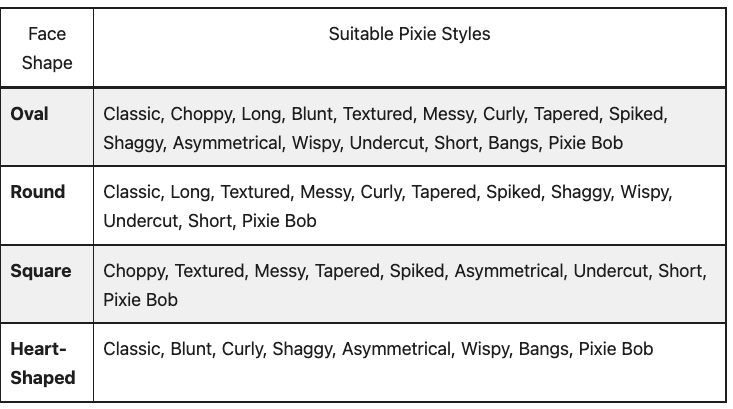 Face
Shape
Suitable Pixie Styles
Oval
Classic, Choppy, Long, Blunt, Textured, Messy, Curly, Tapered, Spiked,
Shaggy, Asymmetrical, Wispy, Undercut, Short, Bangs, Pixie Bob
Round
Classic, Long, Textured, Messy, Curly, Tapered, Spiked, Shaggy, Wispy,
Undercut, Short, Pixie Bob
Square
Choppy, Textured, Messy, Tapered, Spiked, Asymmetrical, Undercut, Short,
Pixie Bob
Heart-
Shaped
Classic, Blunt, Curly, Shaggy, Asymmetrical, Wispy, Bangs, Pixie Bob